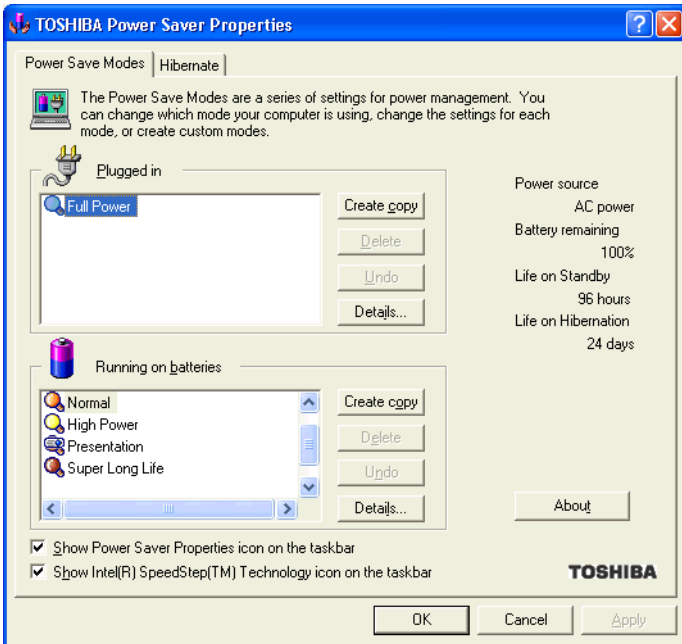 TOSHIBA Power Saver Properties
Power Save Modes
Hibernate
The Power Save Modes are a series of settings for power management. You
can change which mode your computer is using, change the settings for each
mode, or create custom modes.
Plugged in
Full Power
Create copy
Delete
Undo
Details...
Power source
AC power
Battery remaining
100%
Life on Standby
96 hours
Life on Hibernation
24 days
Running on batteries
Normal
High Power
Presentation
Super Long Life
Create copy
Delete
Undo
Details...
About
Show Power Saver Properties icon on the taskbar
Show Intel(R) SpeedStep(TM) Technology icon on the taskbar
TOSHIBA
OK
Cancel
Apply